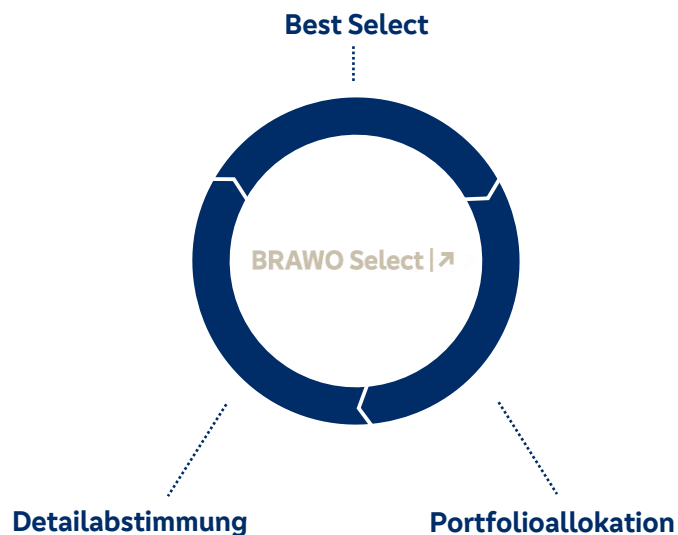 Best Select
BRAWO Select
Detailabstimmung
Portfolioallokation